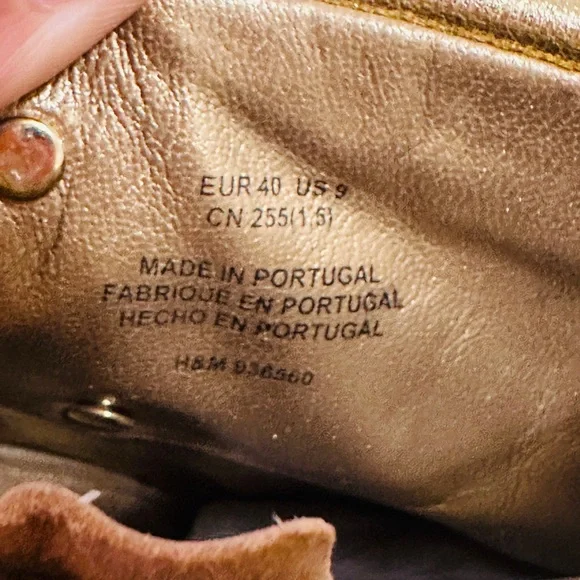 EUR 40 US 9
CN 255(1,5)
MADE IN PORTUGAL
FABRIQUE EN PORTUGAL
HECHO EN PORTUGAL
H&M 936560